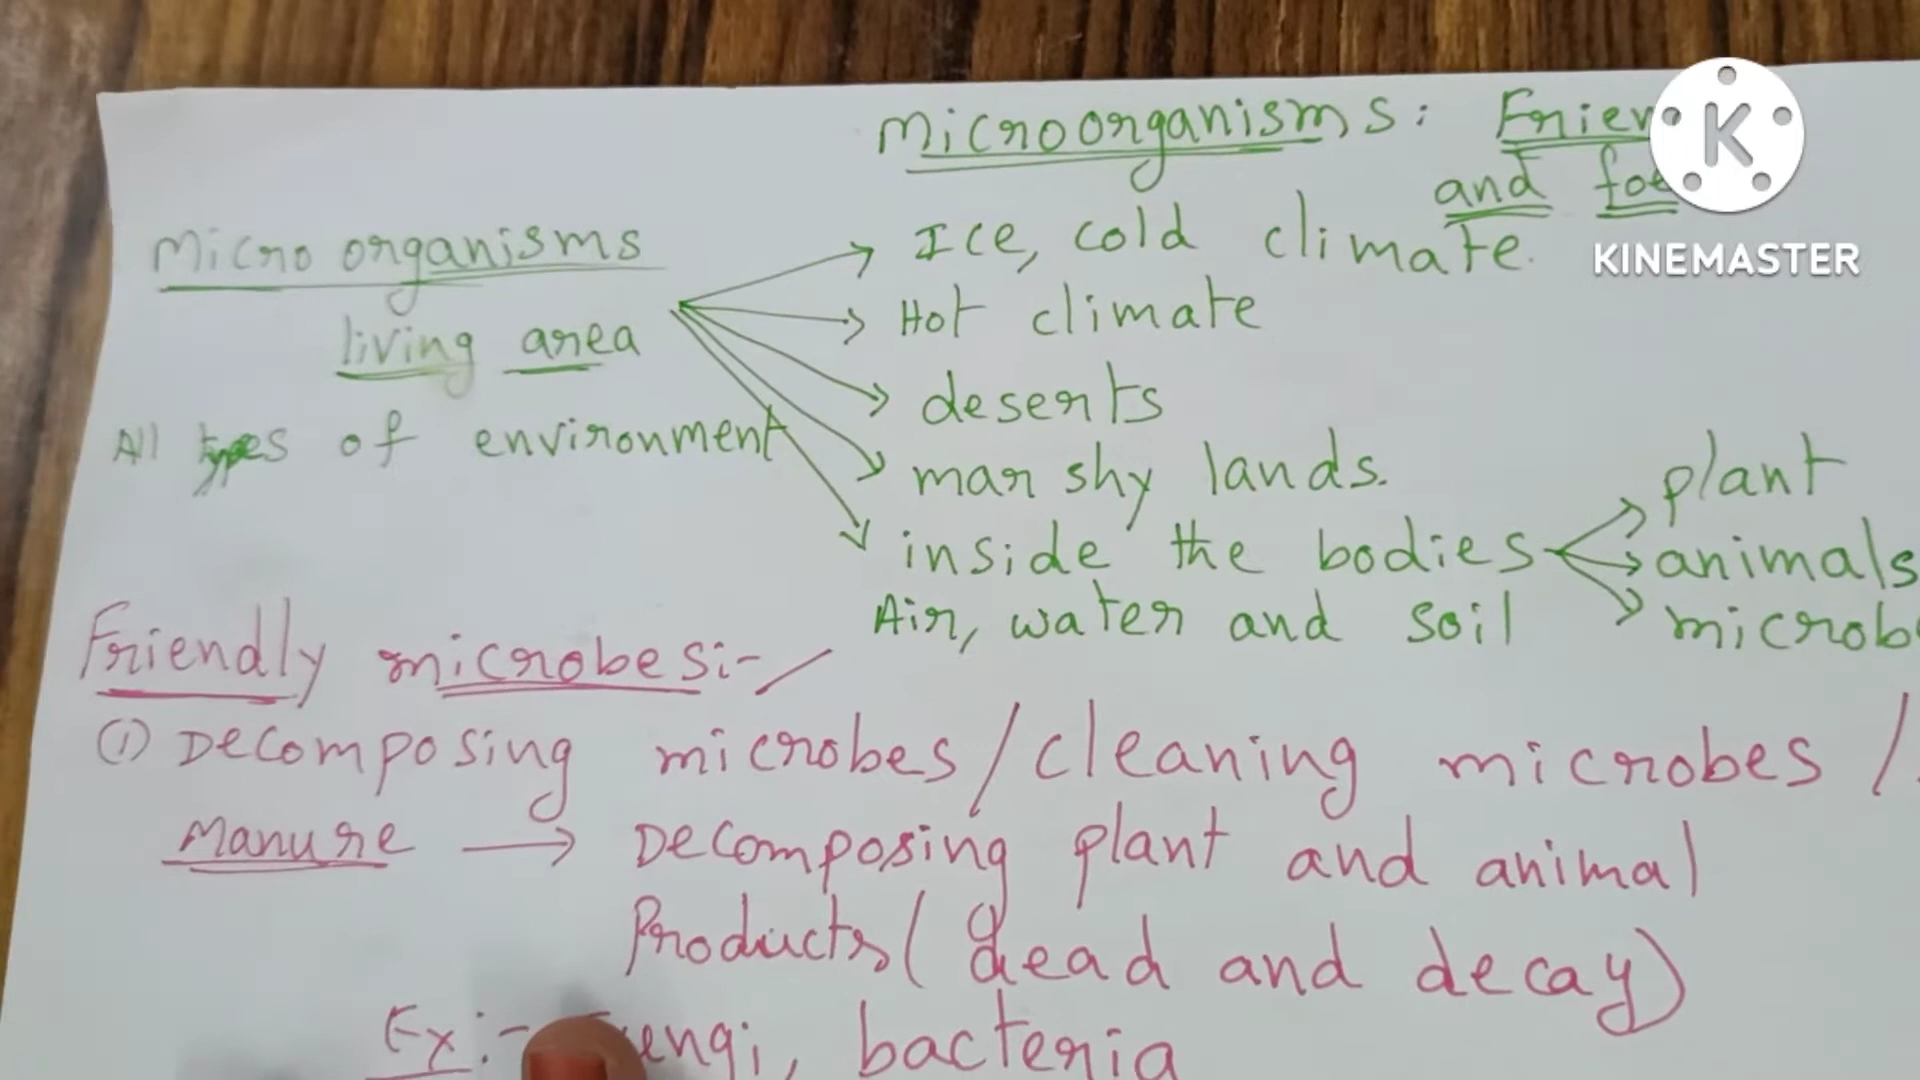 Microorganisms: Frien
and foe
Micro organisms
living area
All types of environment
Ice, cold climate.
Hot climate
deserts
marshy lands.
inside the bodies
plant
animals
microb
Air, water and soil
Friendly microbes:-
① Decomposing microbes/cleaning microbes /
Manure → Decomposing plant and animal
Products (dead and decay)
Ex:- Fungi, bacteria
K
KINEMASTER